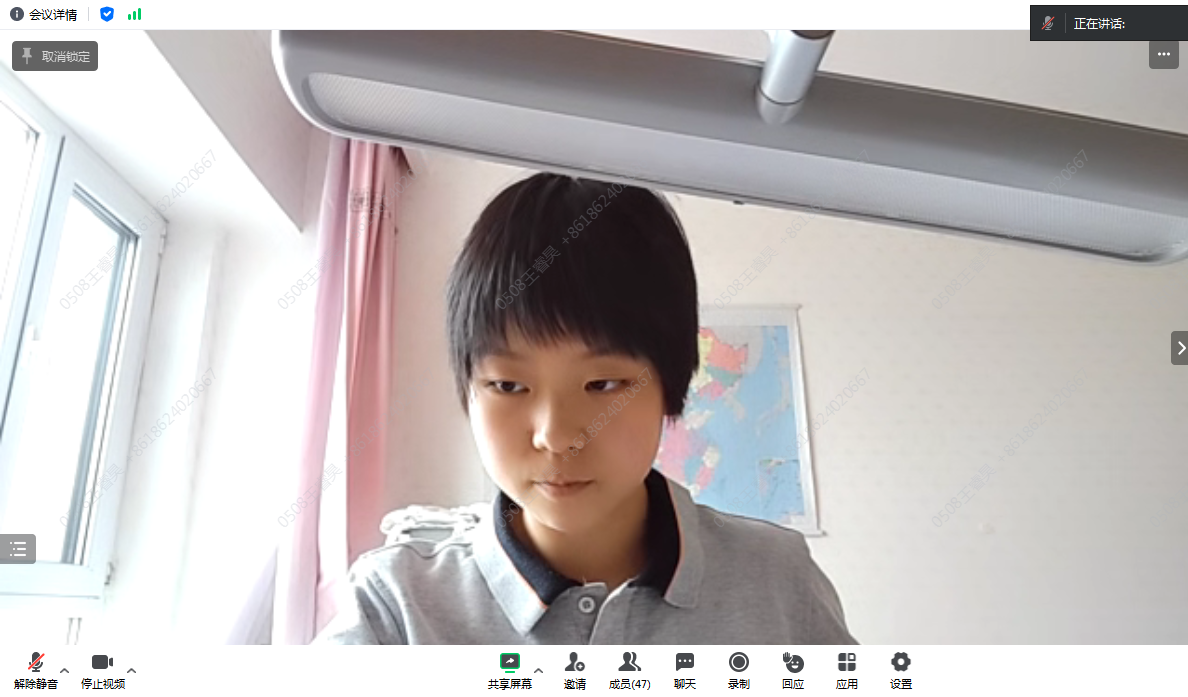 会议详情
正在讲话:
取消锁定
0508王睿昊 +8618624020667
解除静音
停止视频
共享屏幕
邀请
成员(47)
聊天
录制
回应
应用
设置